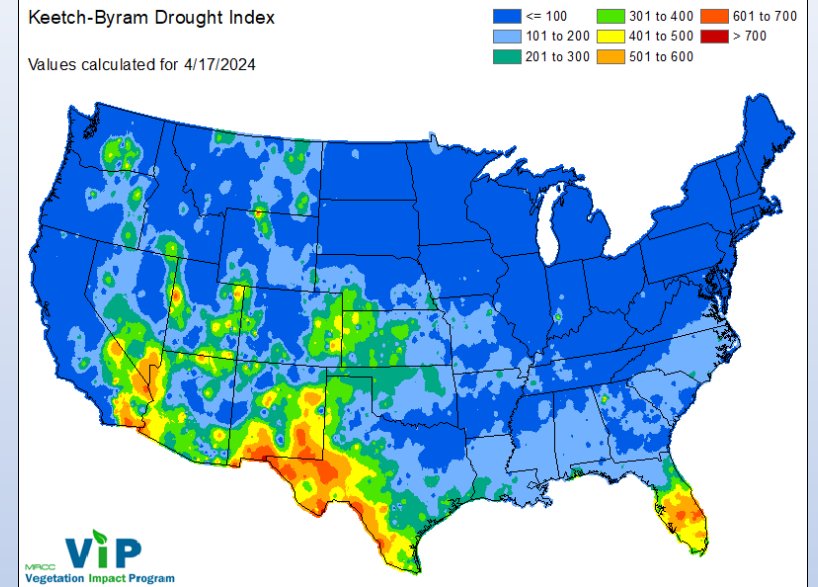 Keetch-Byram Drought Index
Values calculated for 4/17/2024
<= 100
101 to 200
201 to 300
301 to 400
401 to 500
501 to 600
601 to 700
> 700
MRCC
ViP
Vegetation Impact Program